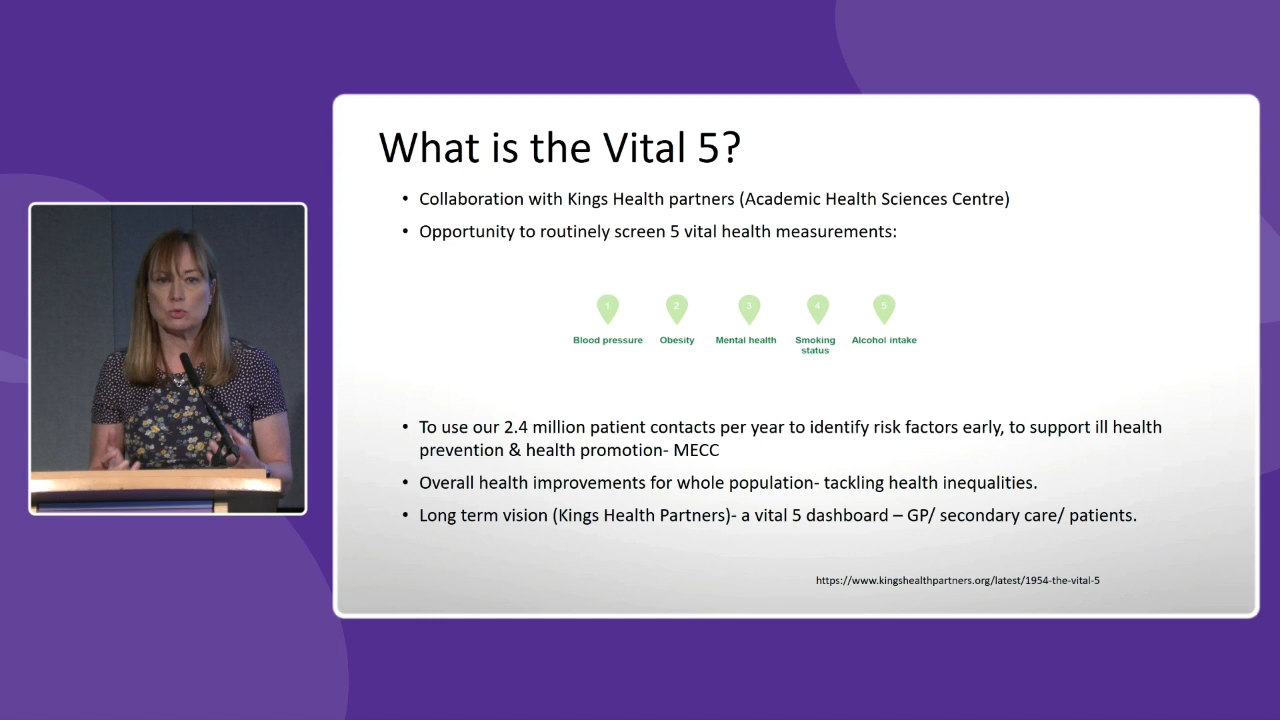 What is the Vital 5?
• Collaboration with Kings Health partners (Academic Health Sciences Centre)
• Opportunity to routinely screen 5 vital health measurements:
1 2 3 4 5
Blood pressure Obesity Mental health Smoking Alcohol intake
status
• To use our 2.4 million patient contacts per year to identify risk factors early, to support ill health
prevention & health promotion- MECC
• Overall health improvements for whole population- tackling health inequalities.
• Long term vision (Kings Health Partners)- a vital 5 dashboard – GP/ secondary care/ patients.
https://www.kingshealthpartners.org/latest/1954-the-vital-5